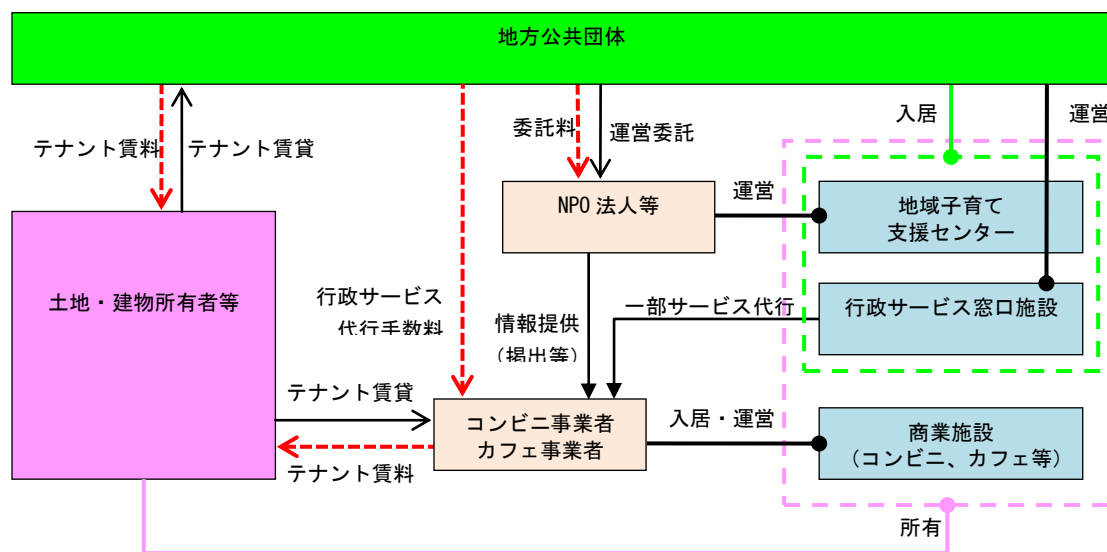 地方公共団体
テナント賃料
テナント賃貸
委託料
運営委託
入居
運営
NPO法人等
運営
地域子育て
支援センター
土地・建物所有者等
行政サービス
代行手数料
情報提供
（掲出等）
一部サービス代行
行政サービス窓口施設
テナント賃貸
テナント賃料
コンビニ事業者
カフェ事業者
入居・運営
商業施設
（コンビニ、カフェ等）
所有